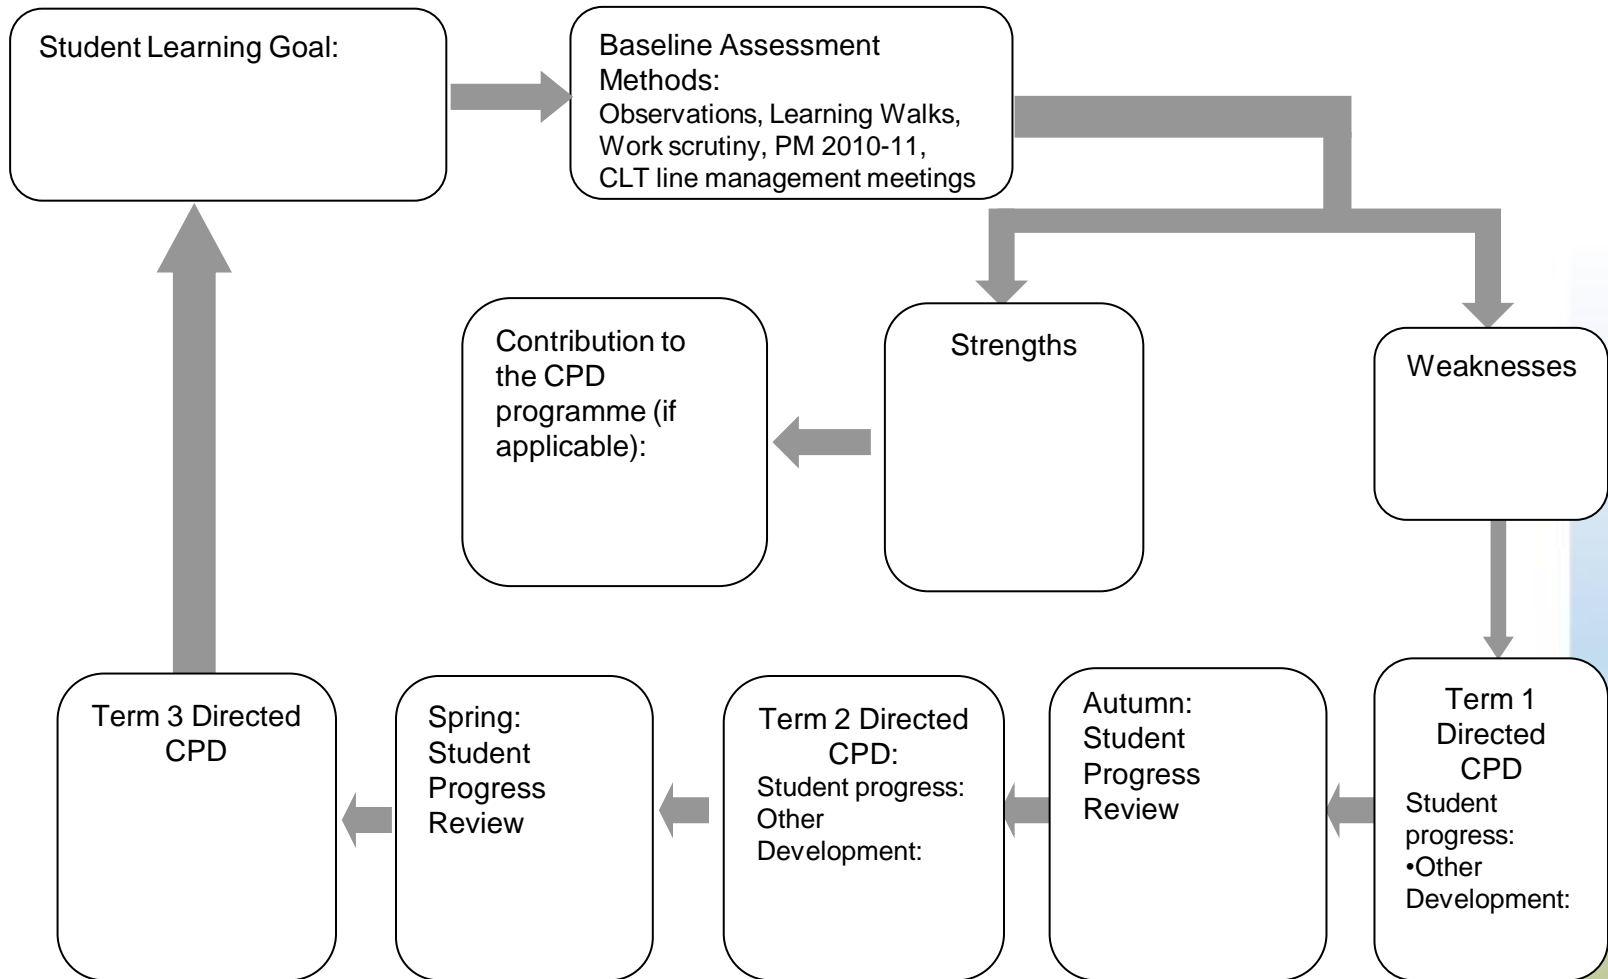 Student Learning Goal:
Baseline Assessment
Methods:
Observations, Learning Walks,
Work scrutiny, PM 2010-11,
CLT line management meetings
Contribution to
the CPD
programme (if
applicable):
Strengths
Weaknesses
Term 3 Directed
CPD
Spring:
Student
Progress
Review
Term 2 Directed
CPD:
Student progress:
Other
Development:
Autumn:
Student
Progress
Review
Term 1
Directed
CPD
Student
progress:
•Other
Development: